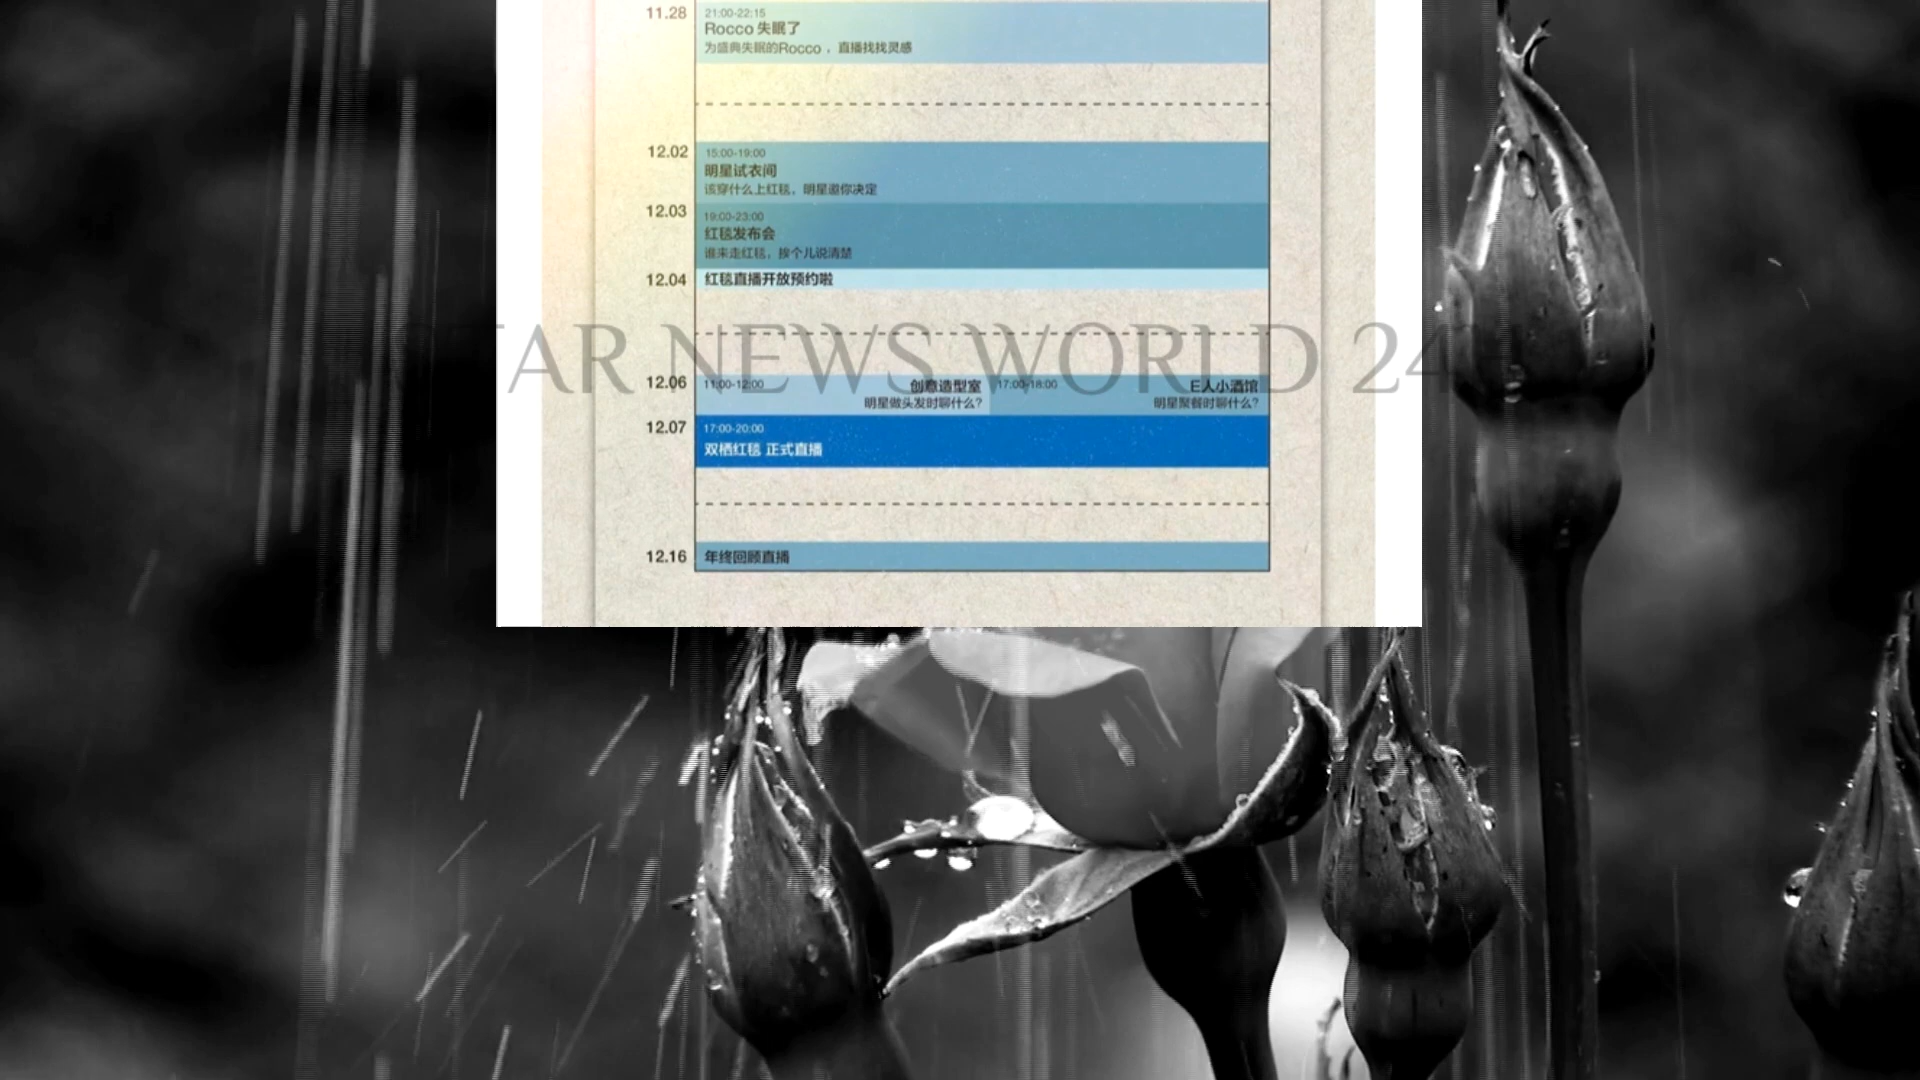 11.28
21:00-22:15
Rocco 失眠了
为盛典失眠的Rocco ，直播找找灵感
12.02
15:00-19:00
明星试衣间
该穿什么上红毯，明星邀你决定
12.03
19:00-23:00
红毯发布会
谁来走红毯，挨个儿说清楚
12.04
红毯直播开放预约啦
STAR NEWS WORLD 24H
12.06
11:00-12:00
创意造型室
明星做头发时聊什么?
17:00-18:00
E人小酒馆
明星聚餐时聊什么?
12.07
17:00-20:00
双栖红毯 正式直播
12.16
年终回顾直播